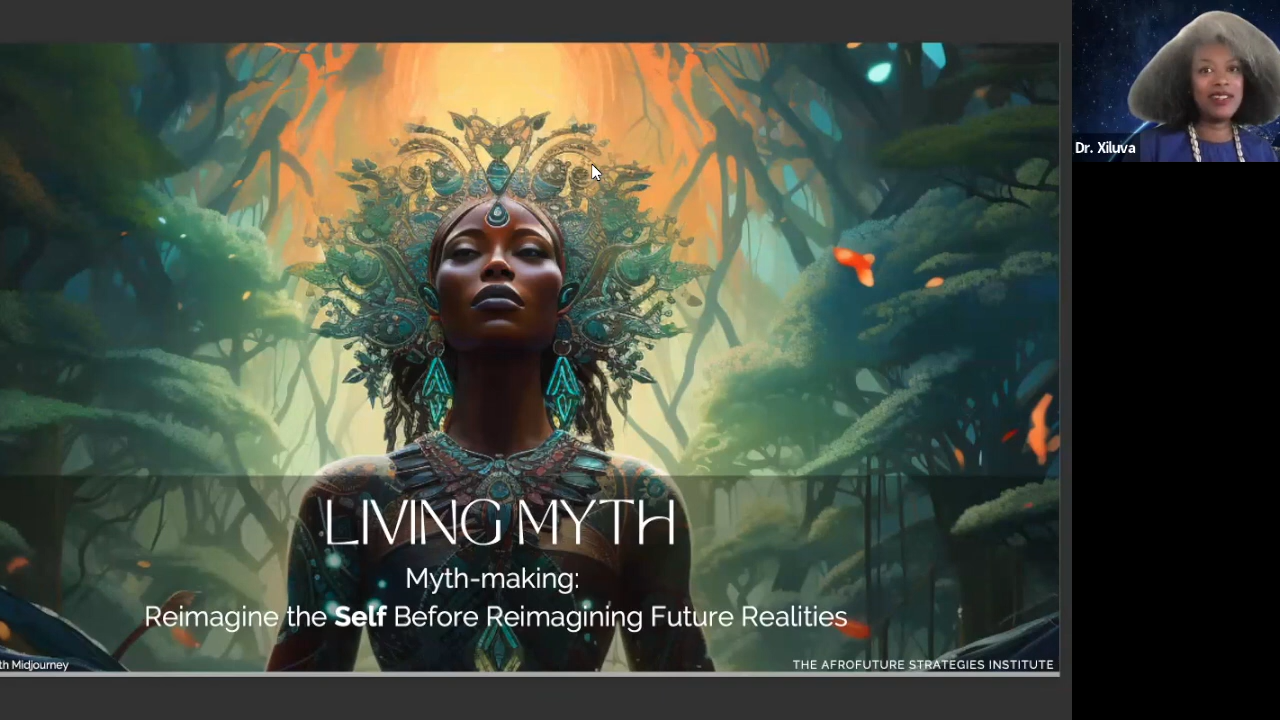 LIVING MYTH
Myth-making:
Reimagine the Self Before Reimagining Future Realities
th Midjourney
THE AFROFUTURE STRATEGIES INSTITUTE
Dr. Xiluva